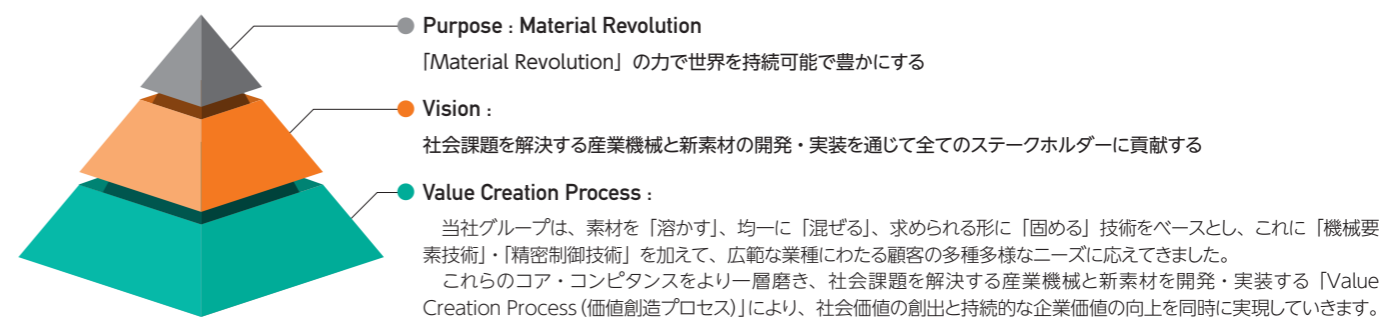 Purpose : Material Revolution
「Material Revolution」の力で世界を持続可能で豊かにする
Vision :
社会課題を解決する産業機械と新素材の開発・実装を通じて全てのステークホルダーに貢献する
Value Creation Process :
当社グループは、素材を「溶かす」、均一に「混ぜる」、求められる形に「固める」技術をベースとし、これに「機械要
素技術」・「精密制御技術」を加えて、広範な業種にわたる顧客の多種多様なニーズに応えてきました。
これらのコア・コンピタンスをより一層磨き、社会課題を解決する産業機械と新素材を開発・実装する「Value
Creation Process（価値創造プロセス）」により、社会価値の創出と持続的な企業価値の向上を同時に実現していきます。